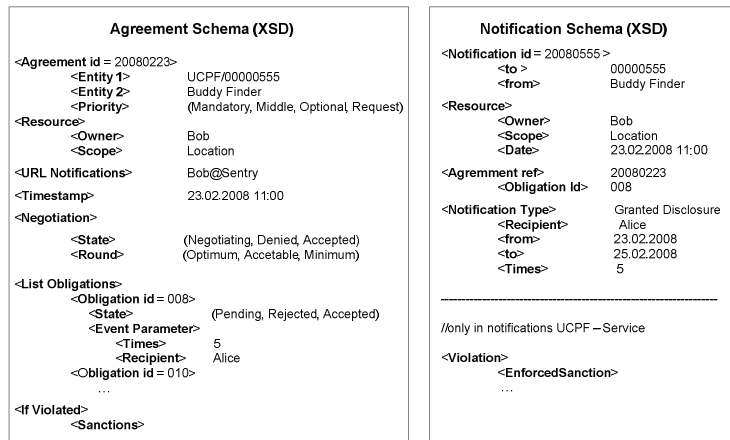 Agreement Schema (XSD)
<Agreement id = 20080223>
<Entity 1> UCPF/00000555
<Entity 2> Buddy Finder
<Priority> (Mandatory, Middle, Optional, Request)
<Resource>
<Owner> Bob
<Scope> Location
<URL Notifications> Bob@Sentry
<Timestamp> 23.02.2008 11:00
<Negotiation>
<State> (Negotiating, Denied, Accepted)
<Round> (Optimum, Accetable, Minimum)
<List Obligations>
<Obligation id = 008>
<State> (Pending, Rejected, Accepted)
<Event Parameter>
<Times> 5
<Recipient> Alice
<Obligation id = 010>
...
<If Violated>
<Sanctions>
Notification Schema (XSD)
<Notification id = 20080555 >
<to > 00000555
<from> Buddy Finder
<Resource>
<Owner> Bob
<Scope> Location
<Date> 23.02.2008 11:00
<Agremment ref> 20080223
<Obligation Id> 008
<Notification Type> Granted Disclosure
<Recipient> Alice
<from> 23.02.2008
<to> 25.02.2008
<Times> 5
//only in notifications UCPF – Service
<Violation>
<EnforcedSanction>
...